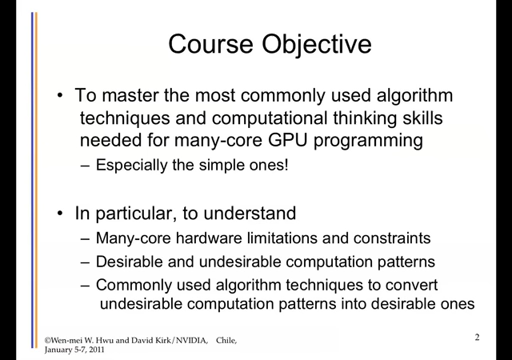 Course Objective
• To master the most commonly used algorithm
techniques and computational thinking skills
needed for many-core GPU programming
– Especially the simple ones!
• In particular, to understand
– Many-core hardware limitations and constraints
– Desirable and undesirable computation patterns
– Commonly used algorithm techniques to convert
undesirable computation patterns into desirable ones
©Wen-mei W. Hwu and David Kirk/NVIDIA, Chile,
January 5-7, 2011
2